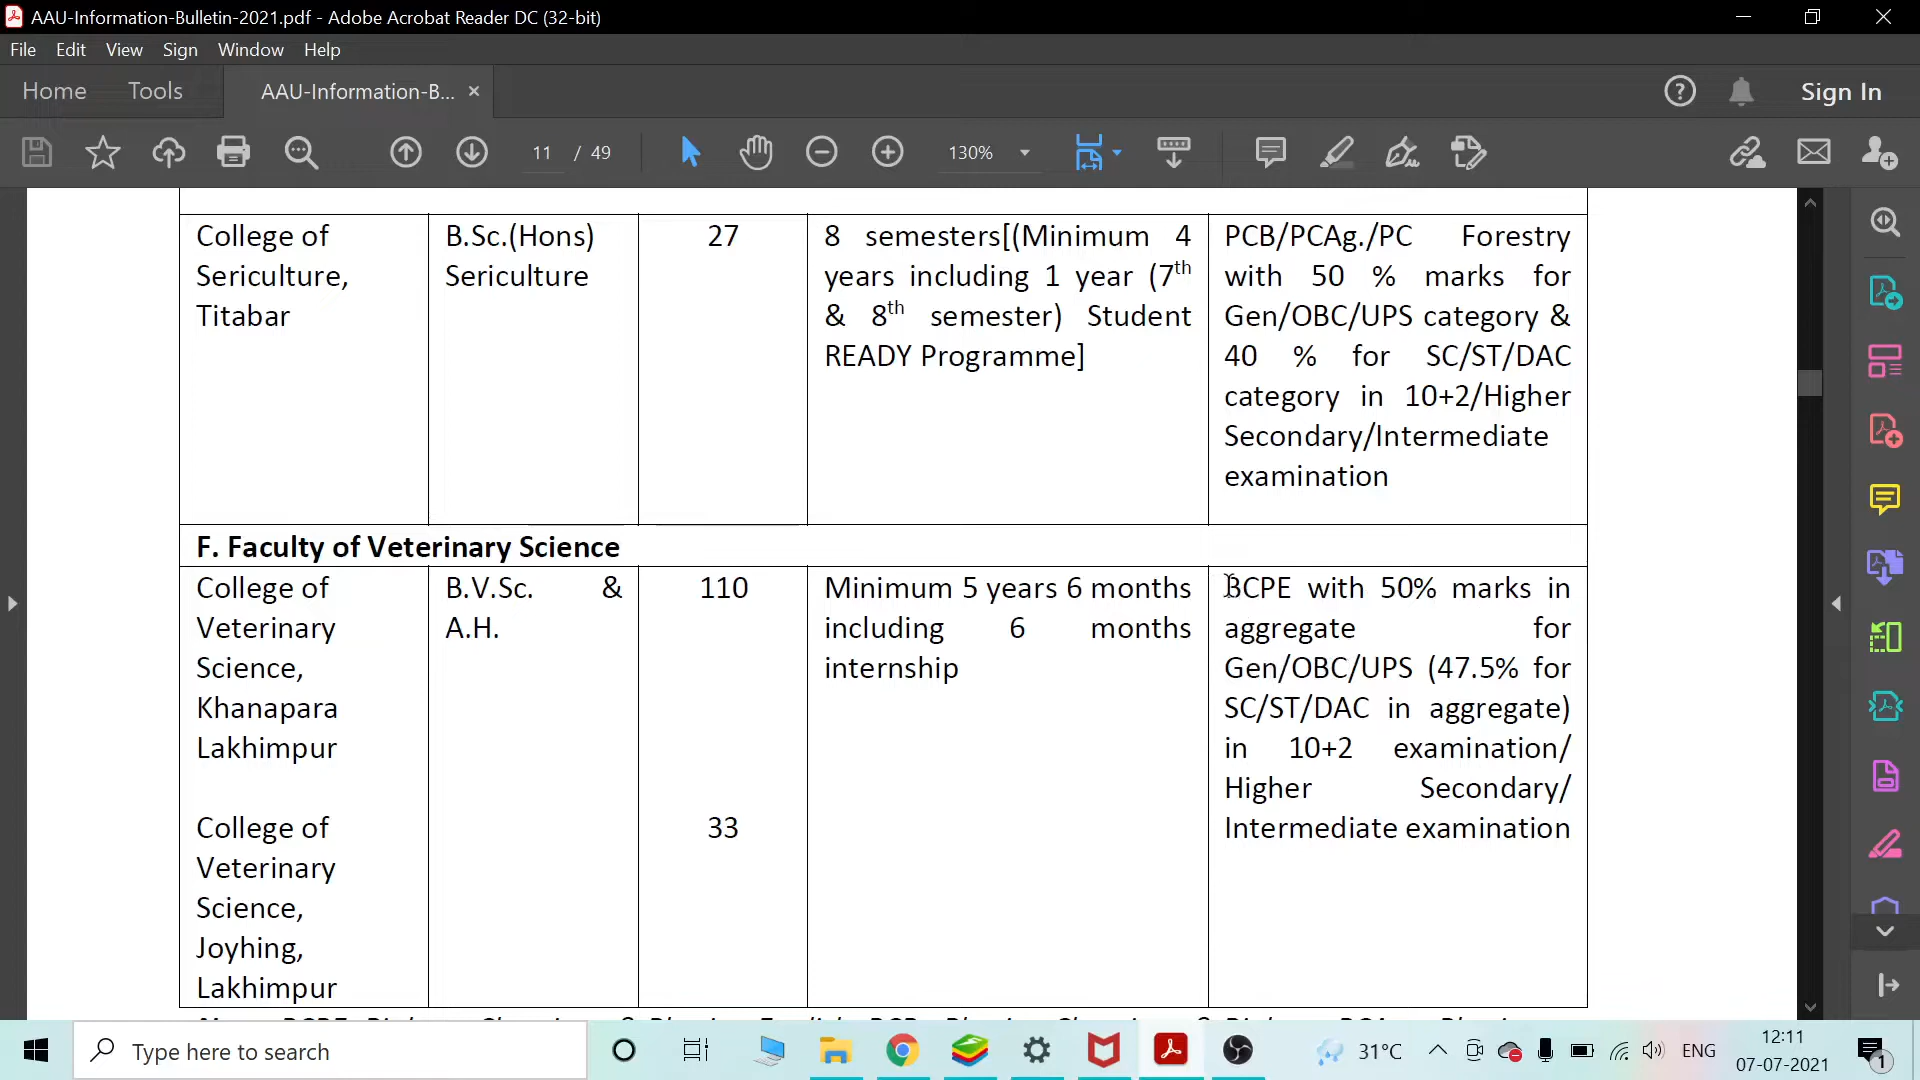 AAU-Information-Bulletin-2021.pdf - Adobe Acrobat Reader DC (32-bit)
File Edit View Sign Window Help
Home Tools AAU-Information-B... × Sign In
11 / 49 130%
College of Sericulture, Titabar
B.Sc.(Hons)
Sericulture
27
8 semesters[(Minimum 4
years including 1 year (7th
& 8th semester) Student
READY Programme]
PCB/PCAg./PC Forestry
with 50 % marks for
Gen/OBC/UPS category &
40 % for SC/ST/DAC
category in 10+2/Higher
Secondary/Intermediate
examination
F. Faculty of Veterinary Science
College of
Veterinary
Science,
Khanapara
Lakhimpur
B.V.Sc. &
A.H.
110
Minimum 5 years 6 months
including 6 months
internship
BCPE with 50% marks in
aggregate for
Gen/OBC/UPS (47.5% for
SC/ST/DAC in aggregate)
in 10+2 examination/
Higher Secondary/
Intermediate examination
College of
Veterinary
Science,
Joyhing,
Lakhimpur
33
Type here to search
31°C
ENG
12:11
07-07-2021
1